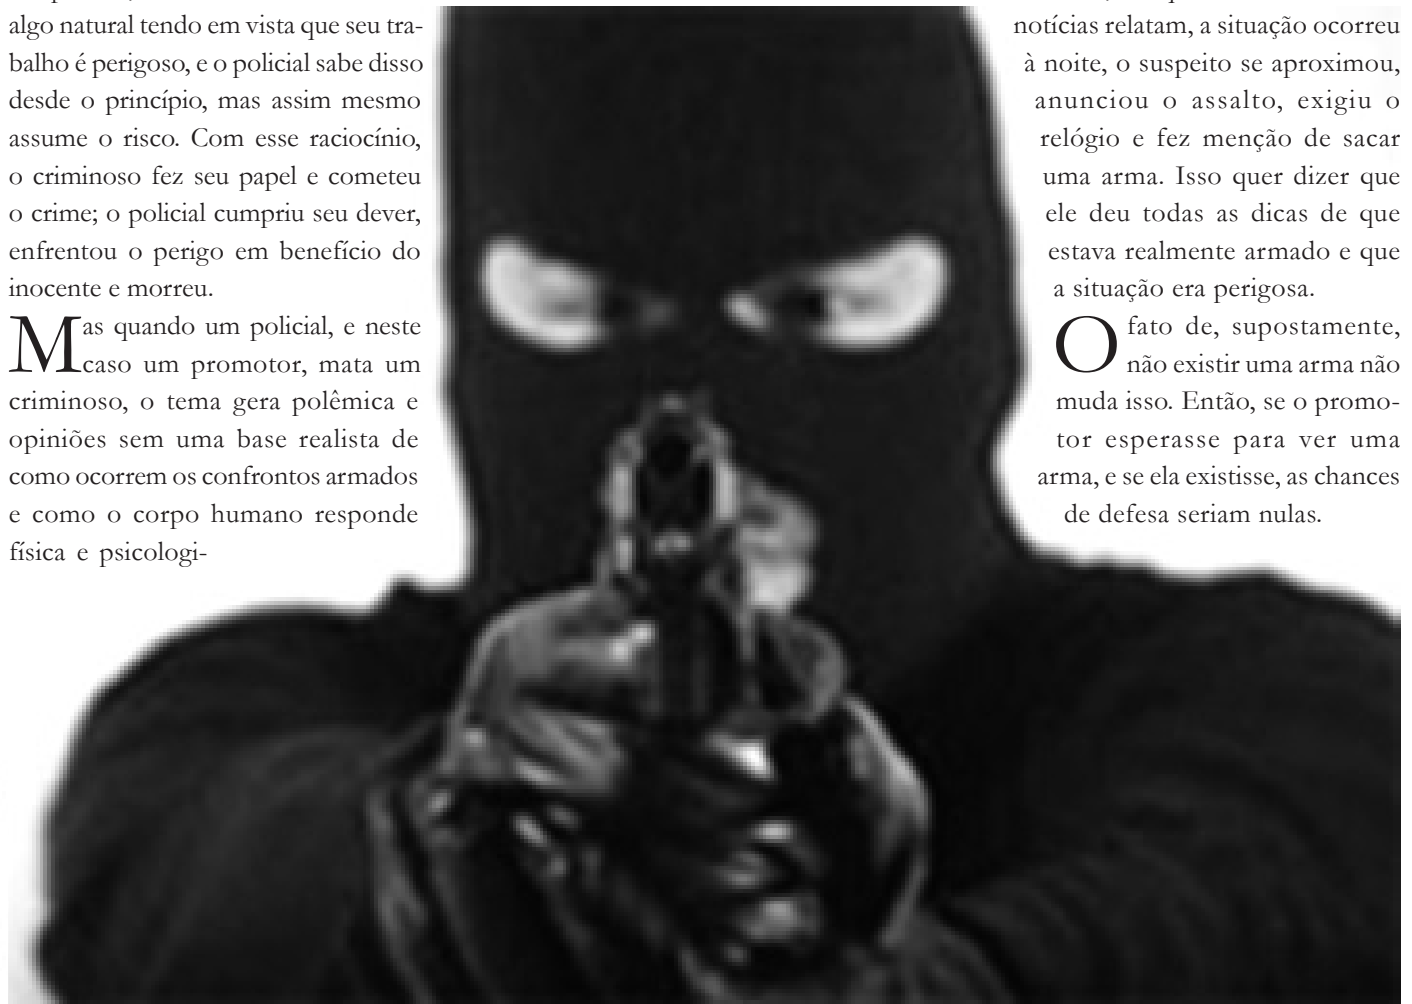 algo natural tendo em vista que seu tra-
balho é perigoso, e o policial sabe disso
desde o princípio, mas assim mesmo
assume o risco. Com esse raciocínio,
o criminoso fez seu papel e cometeu
o crime; o policial cumpriu seu dever,
enfrentou o perigo em benefício do
inocente e morreu.
Mas quando um policial, e neste
caso um promotor, mata um
criminoso, o tema gera polêmica e
opiniões sem uma base realista de
como ocorrem os confrontos armados
e como o corpo humano responde
física e psicologi-
notícias relatam, a situação ocorreu
à noite, o suspeito se aproximou,
anunciou o assalto, exigiu o
relógio e fez menção de sacar
uma arma. Isso quer dizer que
ele deu todas as dicas de que
estava realmente armado e que
a situação era perigosa.
O fato de, supostamente,
não existir uma arma não
muda isso. Então, se o promo-
tor esperasse para ver uma
arma, e se ela existisse, as chances
de defesa seriam nulas.